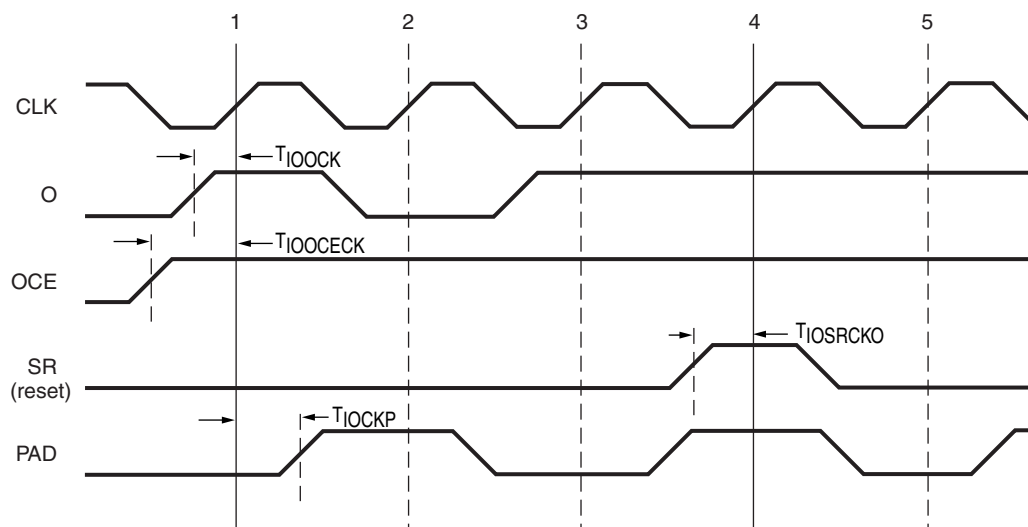 1 2 3 4 5
CLK
T_IOOCK
O
T_IOOCECK
OCE
T_IOSRCKO
SR
(reset)
T_IOCKP
PAD